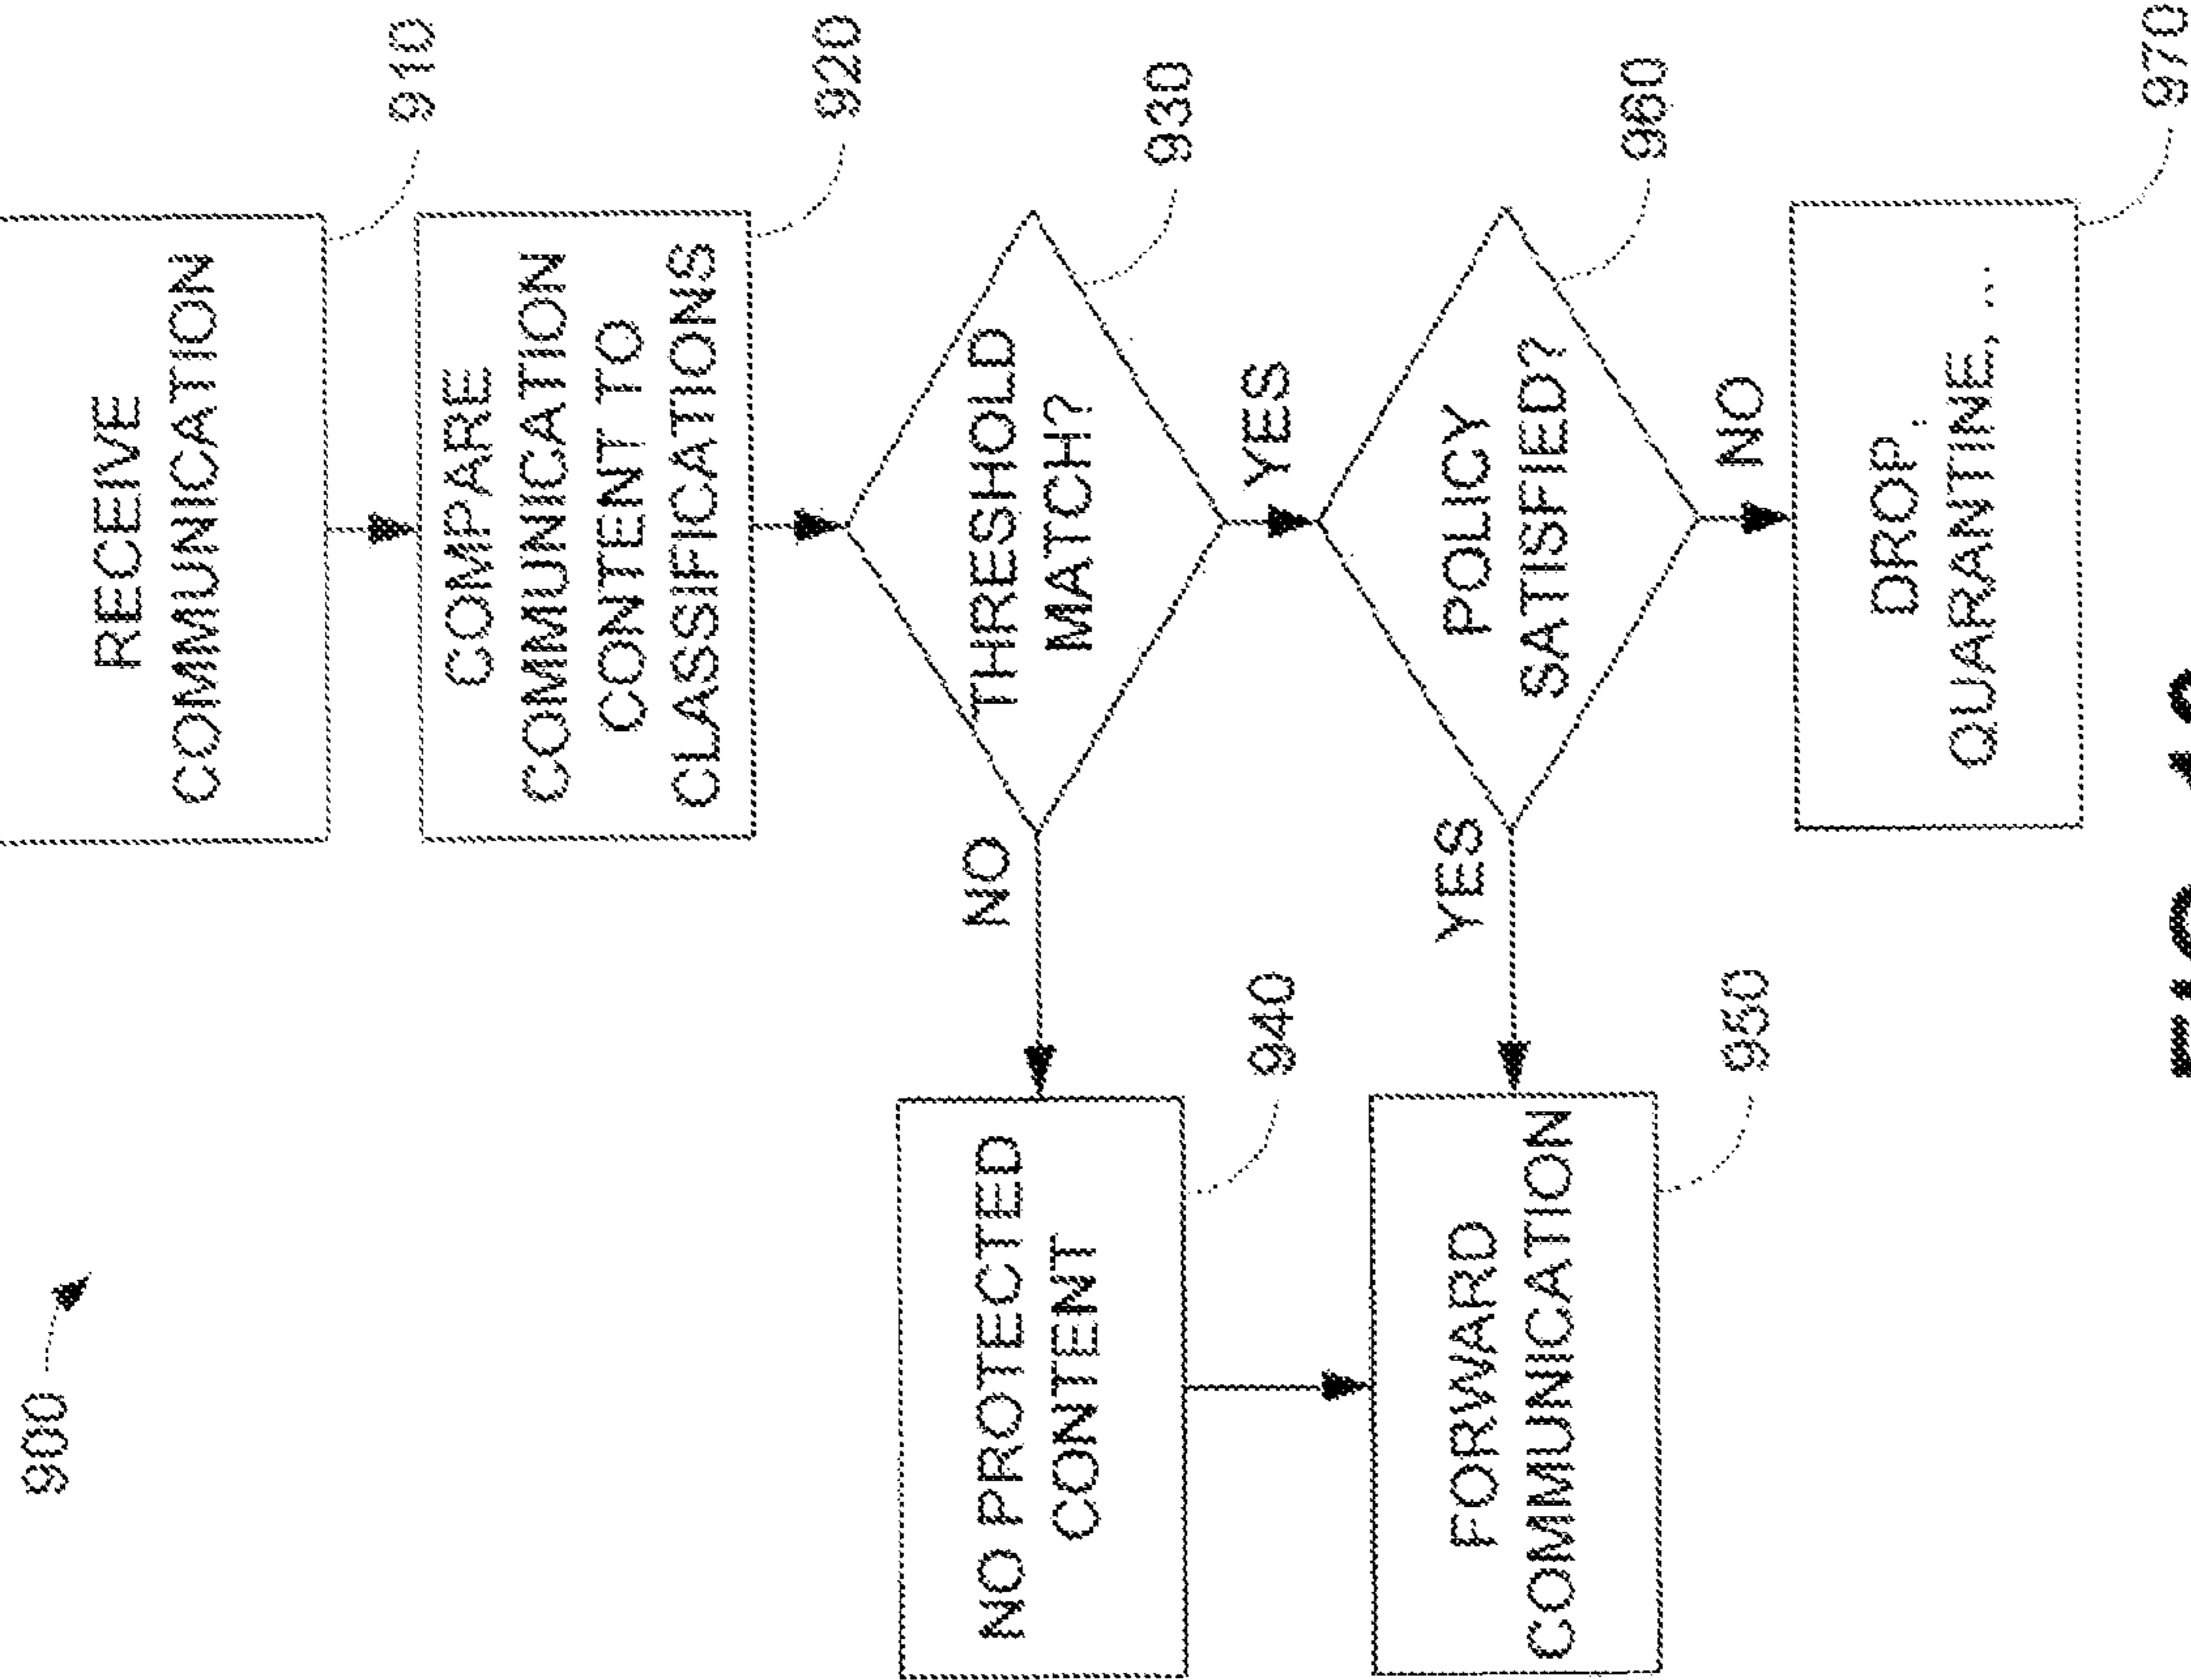 900
RECEIVE
COMMUNICATION
910
COMPARE
COMMUNICATION
CONTENT TO
CLASSIFICATIONS
920
THRESHOLD
MATCH?
930
NO
YES
NO PROTECTED
CONTENT
940
POLICY
SATISFIED?
960
YES
NO
FORWARD
COMMUNICATION
950
DROP,
QUARANTINE, ...
970